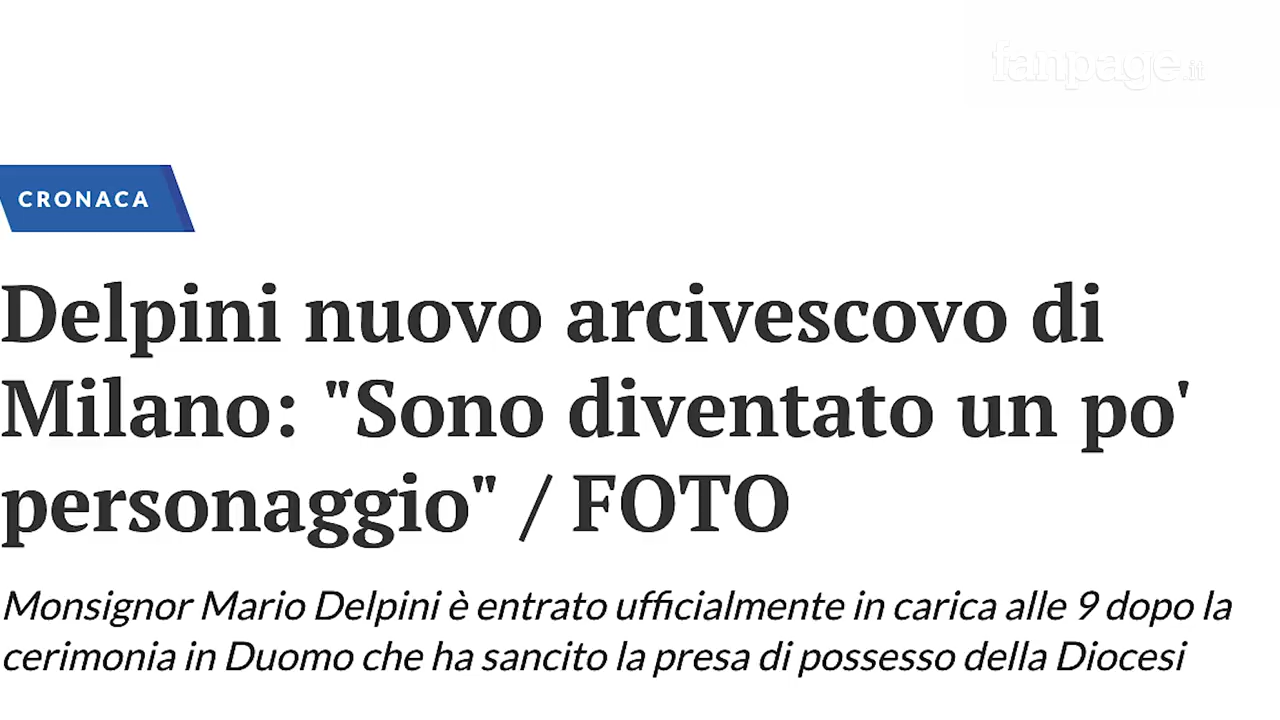 fanpage.it
CRONACA
Delpini nuovo arcivescovo di
Milano: "Sono diventato un po'
personaggio" / FOTO
Monsignor Mario Delpini è entrato ufficialmente in carica alle 9 dopo la
cerimonia in Duomo che ha sancito la presa di possesso della Diocesi